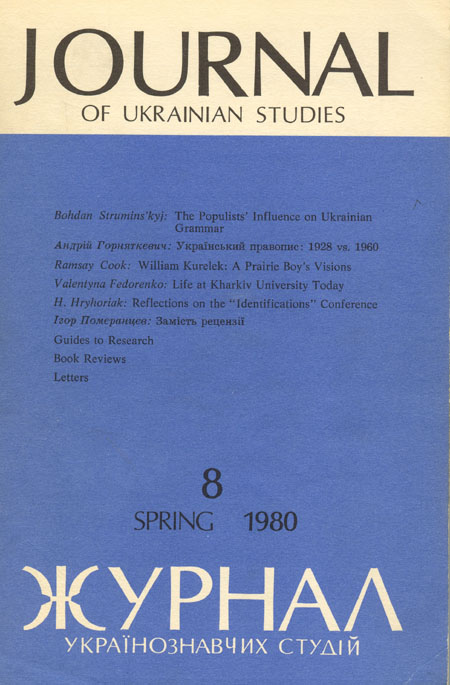 JOURNAL
OF UKRAINIAN STUDIES
Bohdan Strumins'kyj: The Populists' Influence on Ukrainian
Grammar
Андрій Горняткевич: Український правопис: 1928 vs. 1960
Ramsay Cook: William Kurelek: A Prairie Boy's Visions
Valentyna Fedorenko: Life at Kharkiv University Today
H. Hryhoriak: Reflections on the "Identifications" Conference
Ігор Померанцев: Замість рецензії
Guides to Research
Book Reviews
Letters
8
SPRING 1980
ЖУРНАЛ
УКРАЇНОЗНАВЧИХ СТУДІЙ